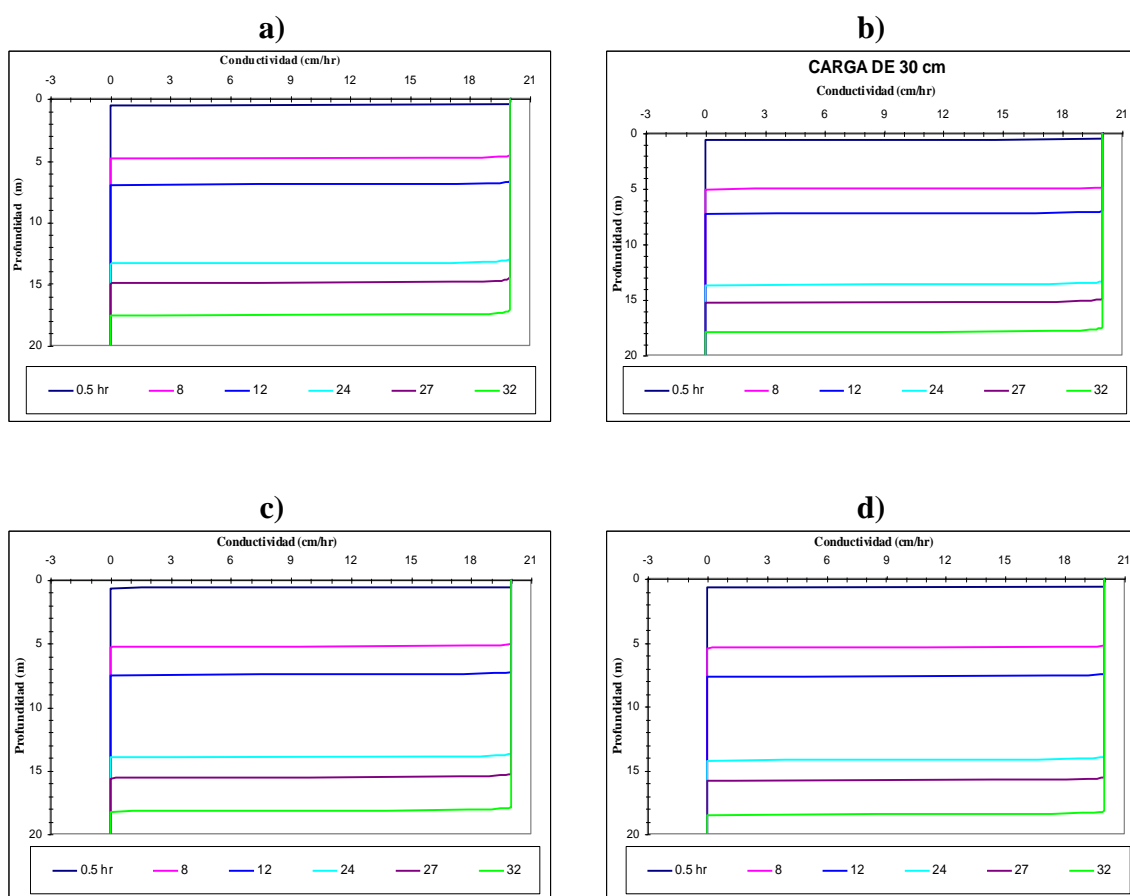 a)
Conductividad (cm/hr)
-3 0 3 6 9 12 15 18 21
0
5
10
15
20
Profundidad (m)
0.5 hr 8 12 24 27 32
b)
CARGA DE 30 cm
Conductividad (cm/hr)
-3 0 3 6 9 12 15 18 21
0
5
10
15
20
Profundidad (m)
0.5 hr 8 12 24 27 32
c)
Conductividad (cm/hr)
-3 0 3 6 9 12 15 18 21
0
5
10
15
20
Profundidad (m)
0.5 hr 8 12 24 27 32
d)
Conductividad (cm/hr)
-3 0 3 6 9 12 15 18 21
0
5
10
15
20
Profundidad (m)
0.5 hr 8 12 24 27 32